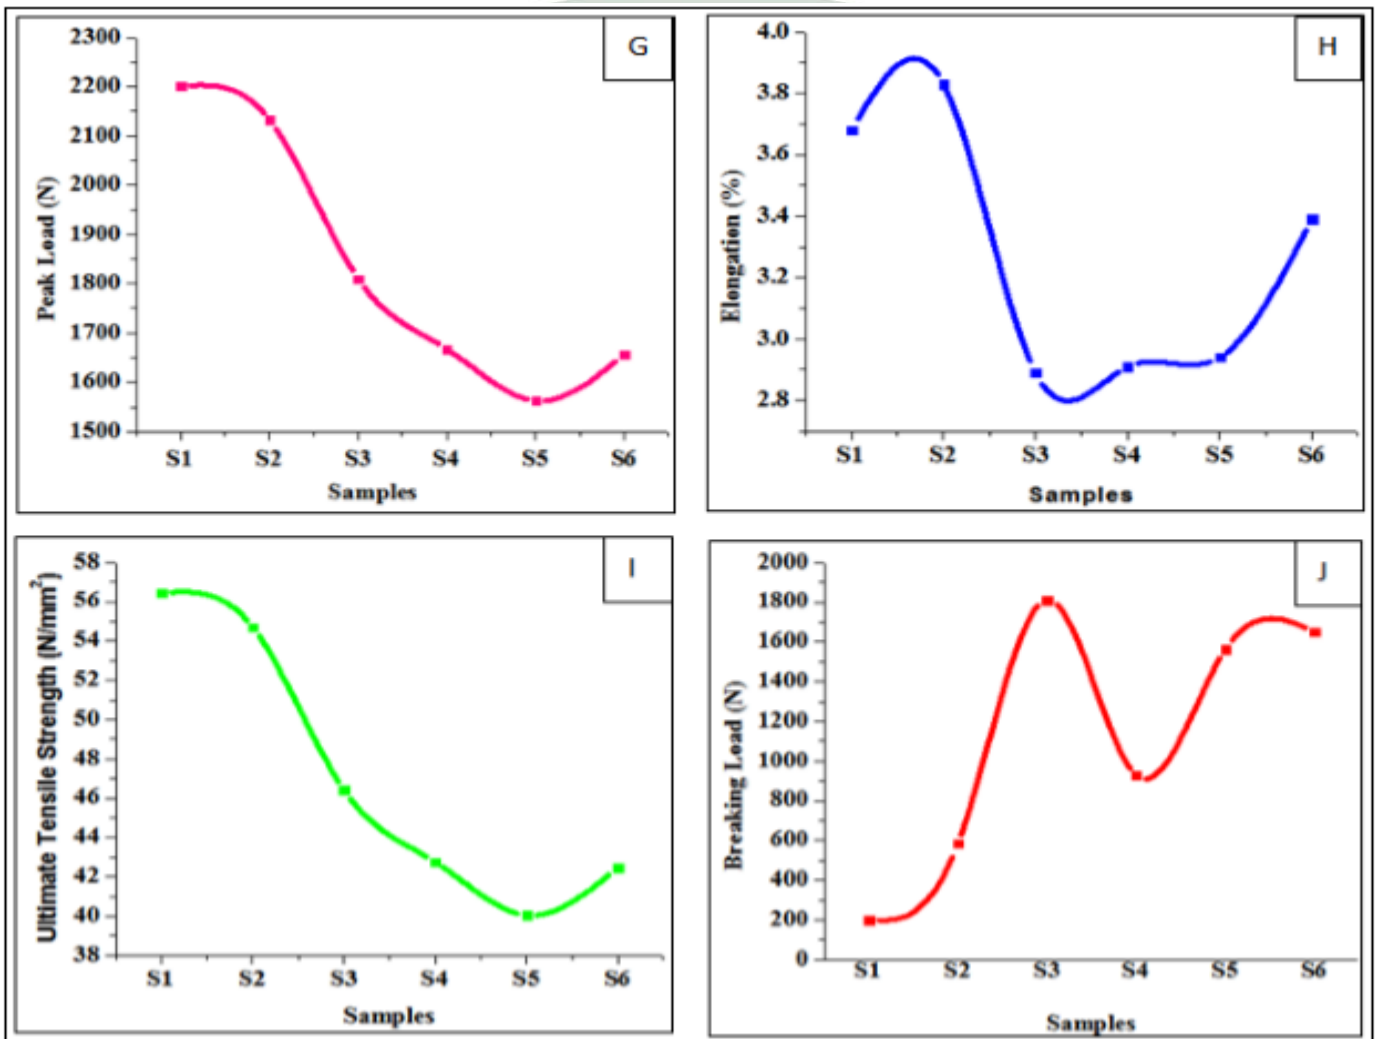 G
2300
2200
2100
2000
1900
1800
1700
1600
1500
Peak Load (N)
S1 S2 S3 S4 S5 S6
Samples
H
4.0
3.8
3.6
3.4
3.2
3.0
2.8
Elongation (%)
S1 S2 S3 S4 S5 S6
Samples
I
58
56
54
52
50
48
46
44
42
40
38
Ultimate Tensile Strength (N/mm²)
S1 S2 S3 S4 S5 S6
Samples
J
2000
1800
1600
1400
1200
1000
800
600
400
200
0
Breaking Load (N)
S1 S2 S3 S4 S5 S6
Samples